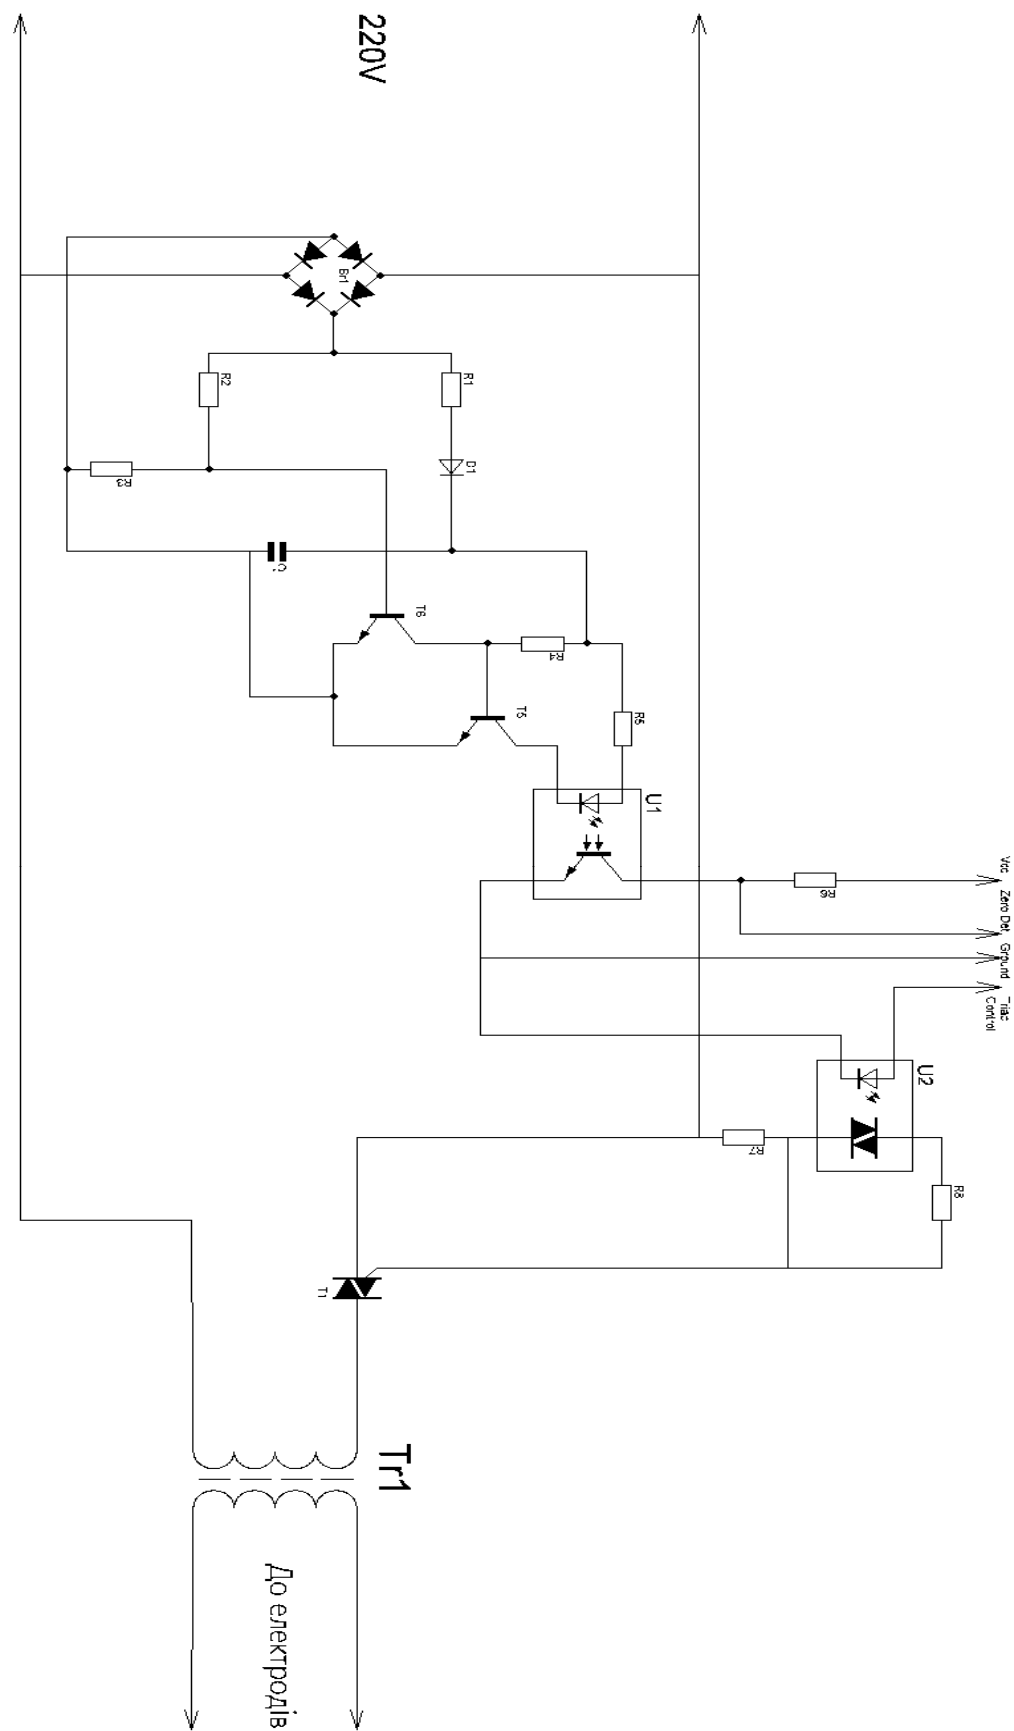 220V
Br1
R1
R2
D1
R3
T6
R4
T5
R5
U1
Vcc
R6
Zero Det
Ground
Triac
Control
U2
R7
R8
T1
Tr1
До електродів